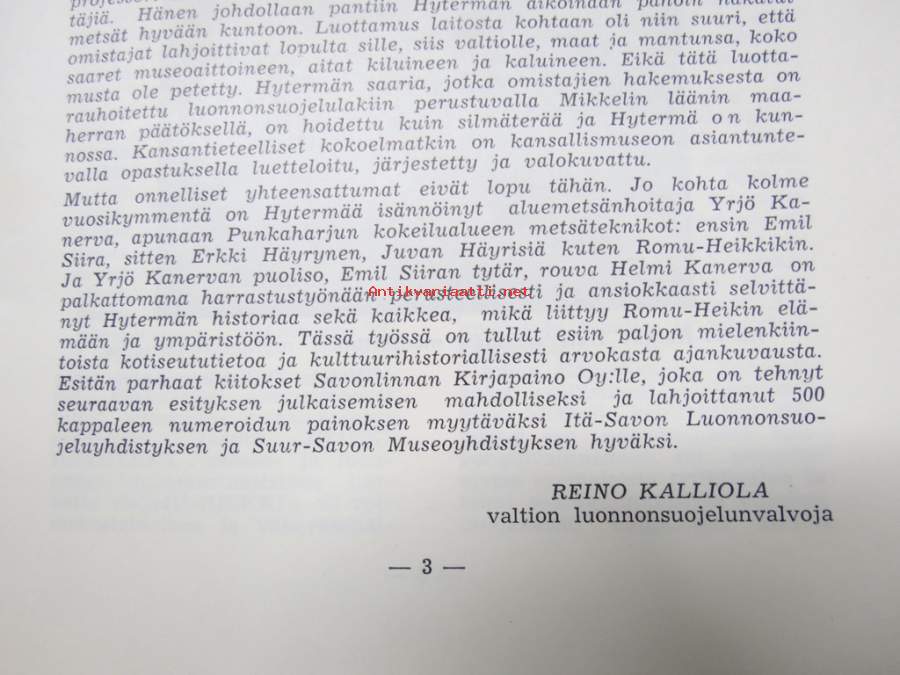 täjiä. Hänen johdollaan pantiin Hytermän aikoinaan pahoin hakatut
metsät hyvään kuntoon. Luottamus laitosta kohtaan oli niin suuri, että
omistajat lahjoittivat lopulta sille, siis valtiolle, maat ja mantunsa, koko
saaret museoaittoineen, aitat kiluineen ja kaluineen. Eikä tätä luotta-
musta ole petetty. Hytermän saaria, jotka omistajien hakemuksesta on
rauhoitettu luonnonsuojelulakiin perustuvalla Mikkelin läänin maa-
herran päätöksellä, on hoidettu kuin silmäterää ja Hytermä on kun-
nossa. Kansantieteelliset kokoelmatkin on kansallismuseon asiantunte-
valla opastuksella luetteloitu, järjestetty ja valokuvattu.
Mutta onnelliset yhteensattumat eivät lopu tähän. Jo kohta kolme
vuosikymmentä on Hytermää isännöinyt aluemetsänhoitaja Yrjö Ka-
nerva, apunaan Punkaharjun kokeilualueen metsäteknikot: ensin Emil
Siira, sitten Erkki Häyrynen, Juvan Häyrisiä kuten Romu-Heikkikin.
Ja Yrjö Kanervan puoliso, Emil Siiran tytär, rouva Helmi Kanerva on
palkattomana harrastustyönään perusteellisesti ja ansiokkaasti selvittä-
Antikvariaatti.net
nyt Hytermän historiaa sekä kaikkea, mikä liittyy Romu-Heikin elä-
mään ja ympäristöön. Tässä työssä on tullut esiin paljon mielenkiin-
toista kotiseututietoa ja kulttuurihistoriallisesti arvokasta ajankuvausta.
Esitän parhaat kiitokset Savonlinnan Kirjapaino Oy:lle, joka on tehnyt
seuraavan esityksen julkaisemisen mahdolliseksi ja lahjoittanut 500
kappaleen numeroidun painoksen myytäväksi Itä-Savon Luonnonsuo-
jeluyhdistyksen ja Suur-Savon Museoyhdistyksen hyväksi.
REINO KALLIOLA
valtion luonnonsuojelunvalvoja
— 3 —